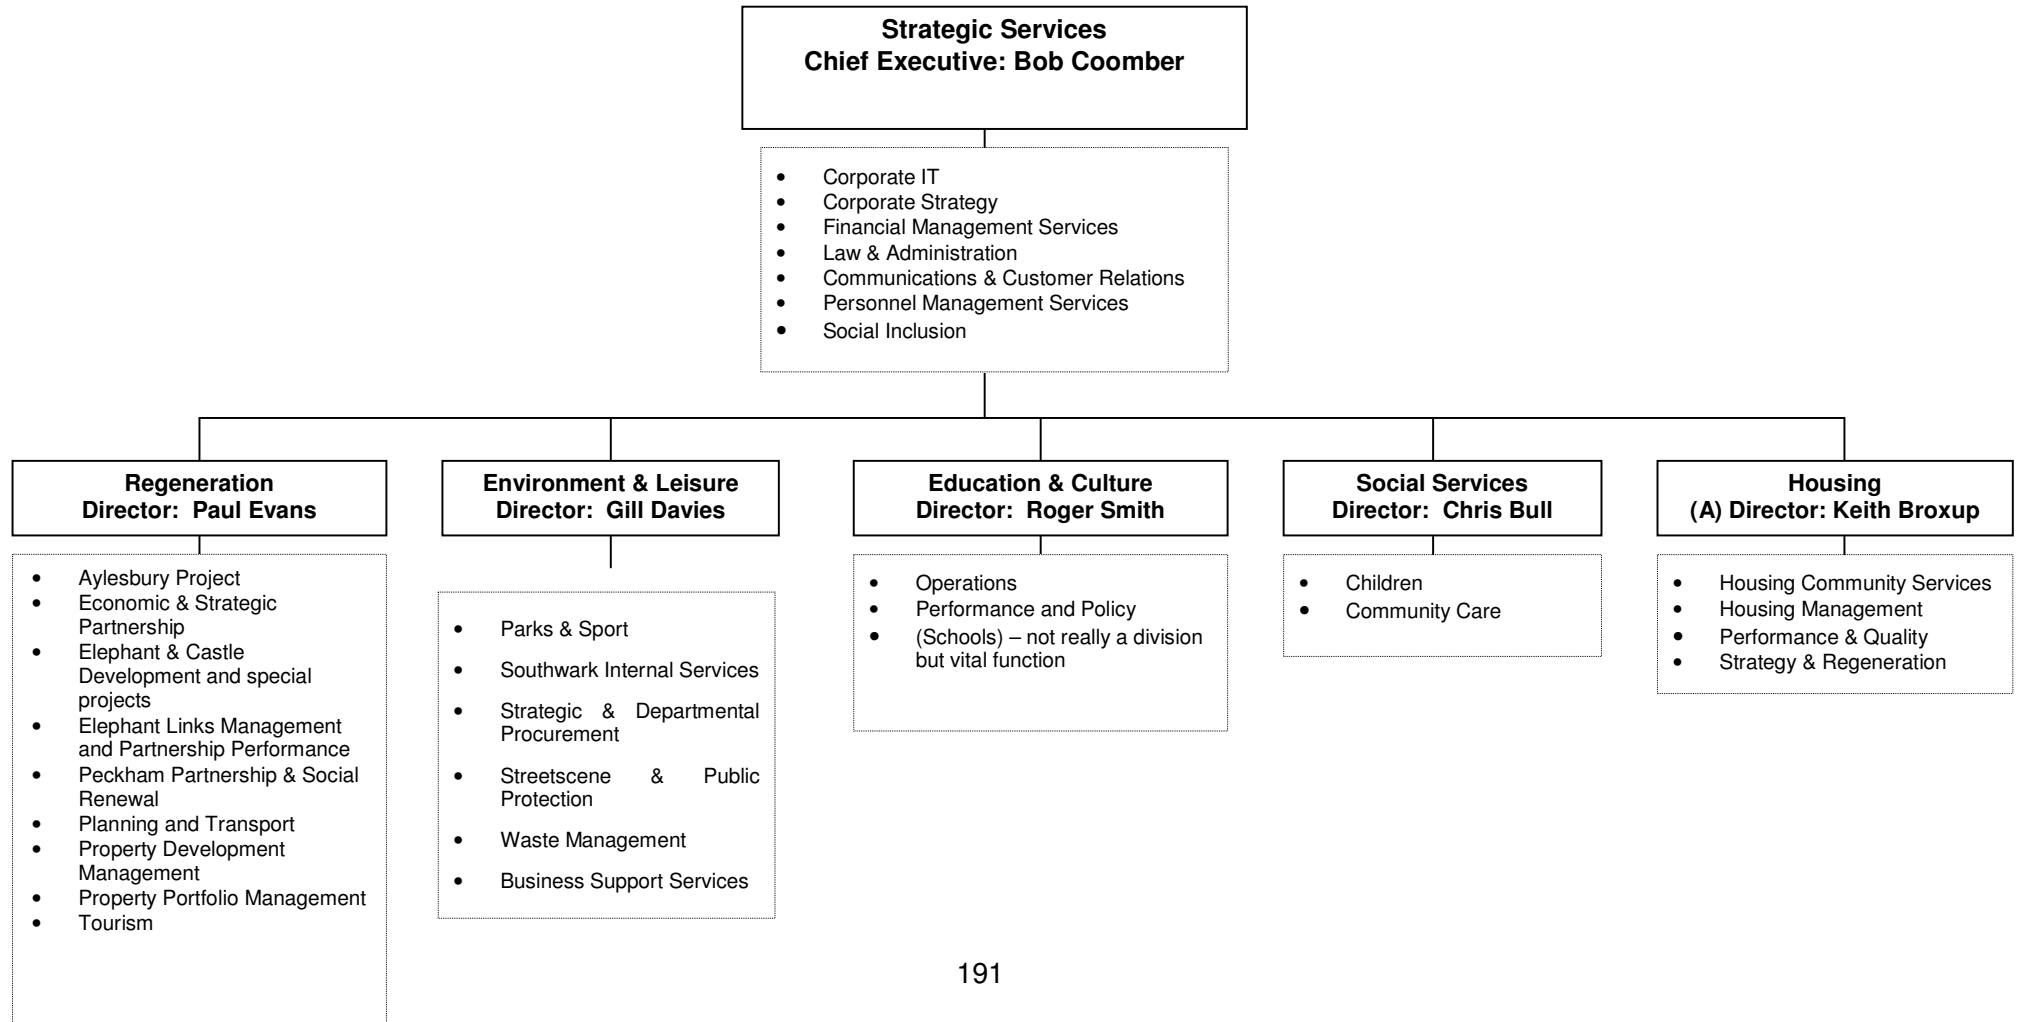 Strategic Services
Chief Executive: Bob Coomber
• Corporate IT
• Corporate Strategy
• Financial Management Services
• Law & Administration
• Communications & Customer Relations
• Personnel Management Services
• Social Inclusion
Regeneration
Director: Paul Evans
• Aylesbury Project
• Economic & Strategic
Partnership
• Elephant & Castle
Development and special
projects
• Elephant Links Management
and Partnership Performance
• Peckham Partnership & Social
Renewal
• Planning and Transport
• Property Development
Management
• Property Portfolio Management
• Tourism
Environment & Leisure
Director: Gill Davies
• Parks & Sport
• Southwark Internal Services
• Strategic & Departmental
Procurement
• Streetscene & Public
Protection
• Waste Management
• Business Support Services
Education & Culture
Director: Roger Smith
• Operations
• Performance and Policy
• (Schools) – not really a division
but vital function
Social Services
Director: Chris Bull
• Children
• Community Care
Housing
(A) Director: Keith Broxup
• Housing Community Services
• Housing Management
• Performance & Quality
• Strategy & Regeneration
191